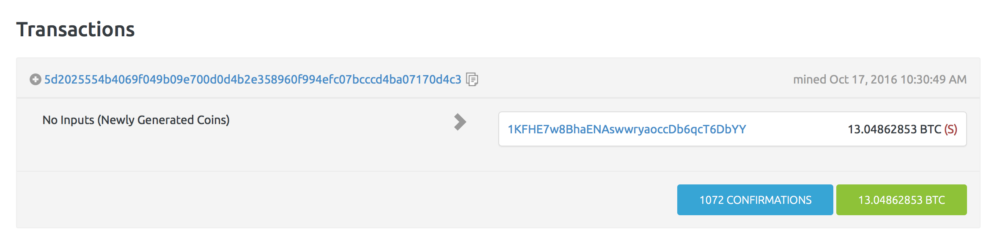 Transactions
5d2025554b4069f049b09e700d0d4b2e358960f994efc07bcccd4ba07170d4c3 mined Oct 17, 2016 10:30:49 AM
No Inputs (Newly Generated Coins)
1KFHE7w8BhaENAswwryaoccDb6qcT6DbYY 13.04862853 BTC (S)
1072 CONFIRMATIONS 13.04862853 BTC